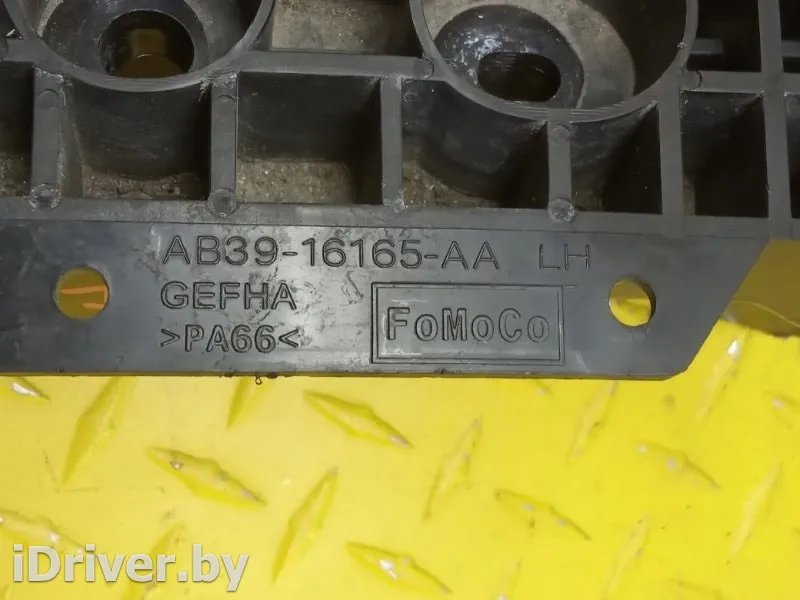 AB39-16165-AA LH
GEFHA
>PA66<
FoMoCo
iDriver.by